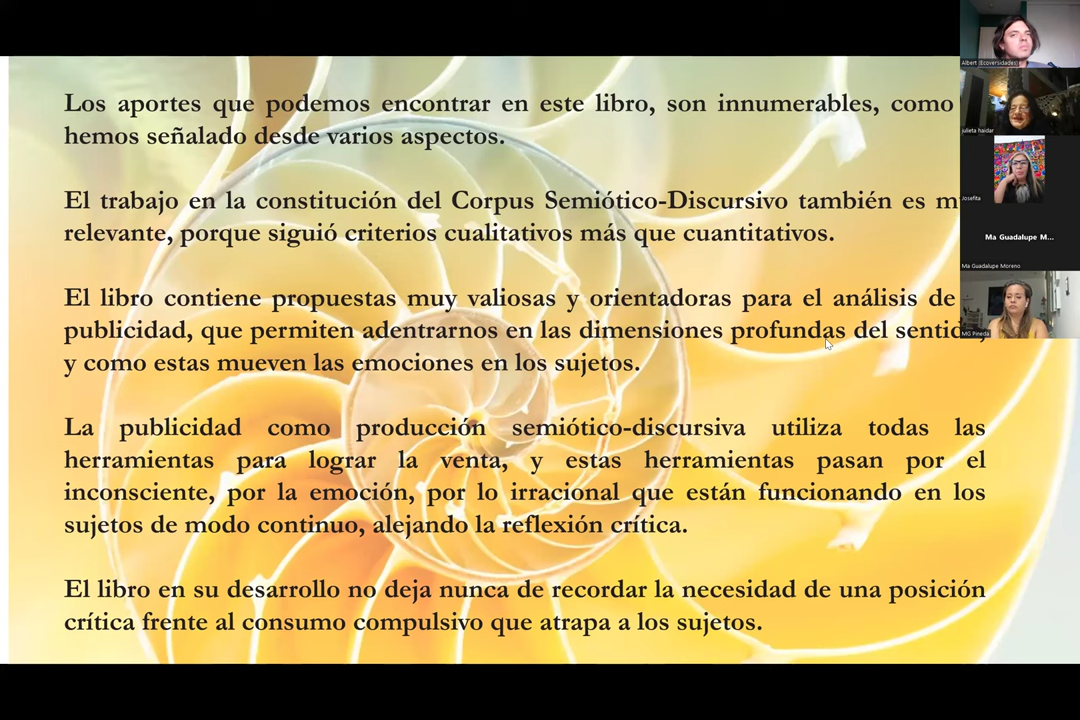 Los aportes que podemos encontrar en este libro, son innumerables, como
hemos señalado desde varios aspectos.
El trabajo en la constitución del Corpus Semiótico-Discursivo también es
relevante, porque siguió criterios cualitativos más que cuantitativos.
El libro contiene propuestas muy valiosas y orientadoras para el análisis de
publicidad, que permiten adentrarnos en las dimensiones profundas del
y como estas mueven las emociones en los sujetos.
La publicidad como producción semiótico-discursiva utiliza todas las
herramientas para lograr la venta, y estas herramientas pasan por el
inconsciente, por la emoción, por lo irracional que están funcionando en los
sujetos de modo continuo, alejando la reflexión crítica.
El libro en su desarrollo no deja nunca de recordar la necesidad de una posición
crítica frente al consumo compulsivo que atrapa a los sujetos.
Albert (Ecoversidades)
julieta haidar
Josefita
Ma Guadalupe M...
Ma Guadalupe Moreno
MG Pineda